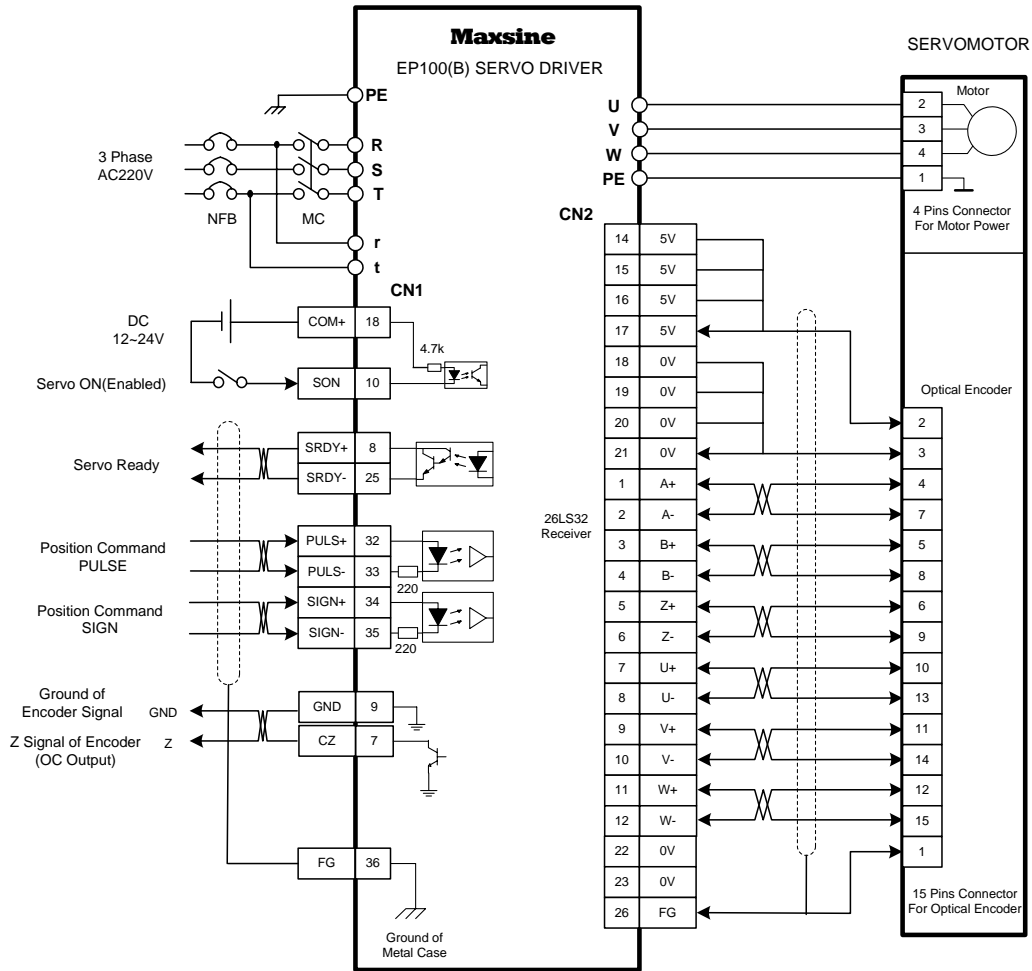 Maxsine
EP100(B) SERVO DRIVER
SERVOMOTOR
PE
R
S
T
r
t
3 Phase
AC220V
NFB
MC
U
V
W
PE
2
3
4
1
Motor
4 Pins Connector
For Motor Power
CN1
DC
12~24V
COM+ 18
4.7k
Servo ON(Enabled)
SON 10
Servo Ready
SRDY+ 8
SRDY- 25
Position Command
PULSE
PULS+ 32
PULS- 33
220
Position Command
SIGN
SIGN+ 34
SIGN- 35
220
Ground of
Encoder Signal
GND
GND 9
Z Signal of Encoder
(OC Output)
Z
CZ 7
FG 36
Ground of
Metal Case
CN2
14 5V
15 5V
16 5V
17 5V
18 0V
19 0V
20 0V
21 0V
1 A+
2 A-
3 B+
4 B-
5 Z+
6 Z-
7 U+
8 U-
9 V+
10 V-
11 W+
12 W-
22 0V
23 0V
26 FG
26LS32
Receiver
Optical Encoder
2
3
4
7
5
8
6
9
10
13
11
14
12
15
1
15 Pins Connector
For Optical Encoder